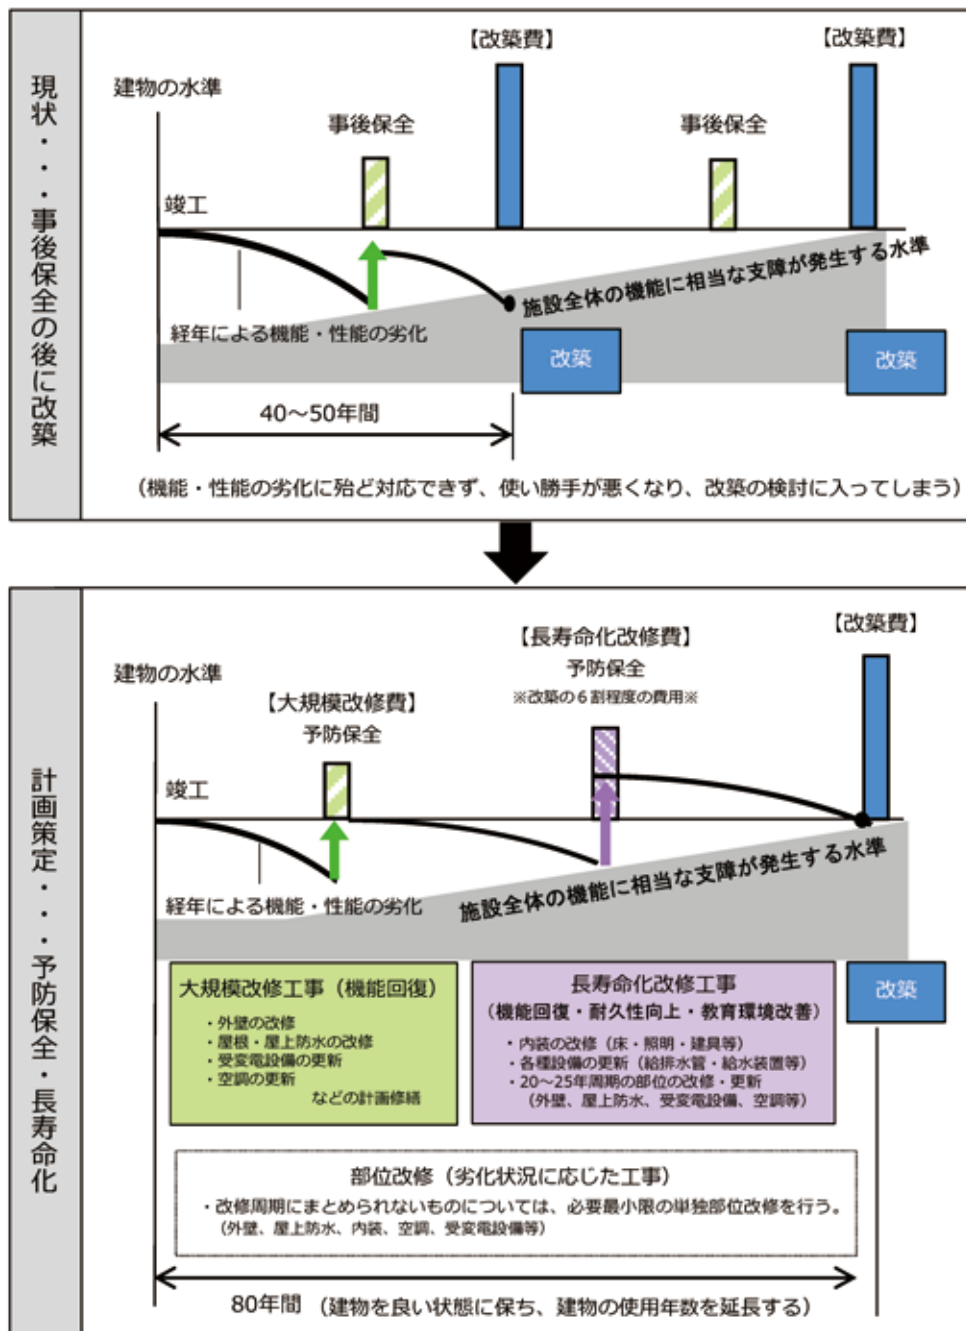 現状・・・事後保全の後に改築
【改築費】
【改築費】
建物の水準
事後保全
事後保全
竣工
施設全体の機能に相当な支障が発生する水準
経年による機能・性能の劣化
改築
改築
40～50年間
（機能・性能の劣化に殆ど対応できず、使い勝手が悪くなり、改築の検討に入ってしまう）
計画策定・・・予防保全・長寿命化
【改築費】
【長寿命化改修費】
予防保全
※改築の６割程度の費用※
建物の水準
【大規模改修費】
予防保全
竣工
施設全体の機能に相当な支障が発生する水準
経年による機能・性能の劣化
大規模改修工事（機能回復）
・外壁の改修
・屋根・屋上防水の改修
・受変電設備の更新
・空調の更新
などの計画修繕
長寿命化改修工事
（機能回復・耐久性向上・教育環境改善）
・内装の改修（床・照明・建具等）
・各種設備の更新（給排水管・給水装置等）
・20～25年周期の部位の改修・更新
（外壁、屋上防水、受変電設備、空調等）
改築
部位改修（劣化状況に応じた工事）
・改修周期にまとめられないものについては、必要最小限の単独部位改修を行う。
（外壁、屋上防水、内装、空調、受変電設備等）
80年間　（建物を良い状態に保ち、建物の使用年数を延長する）